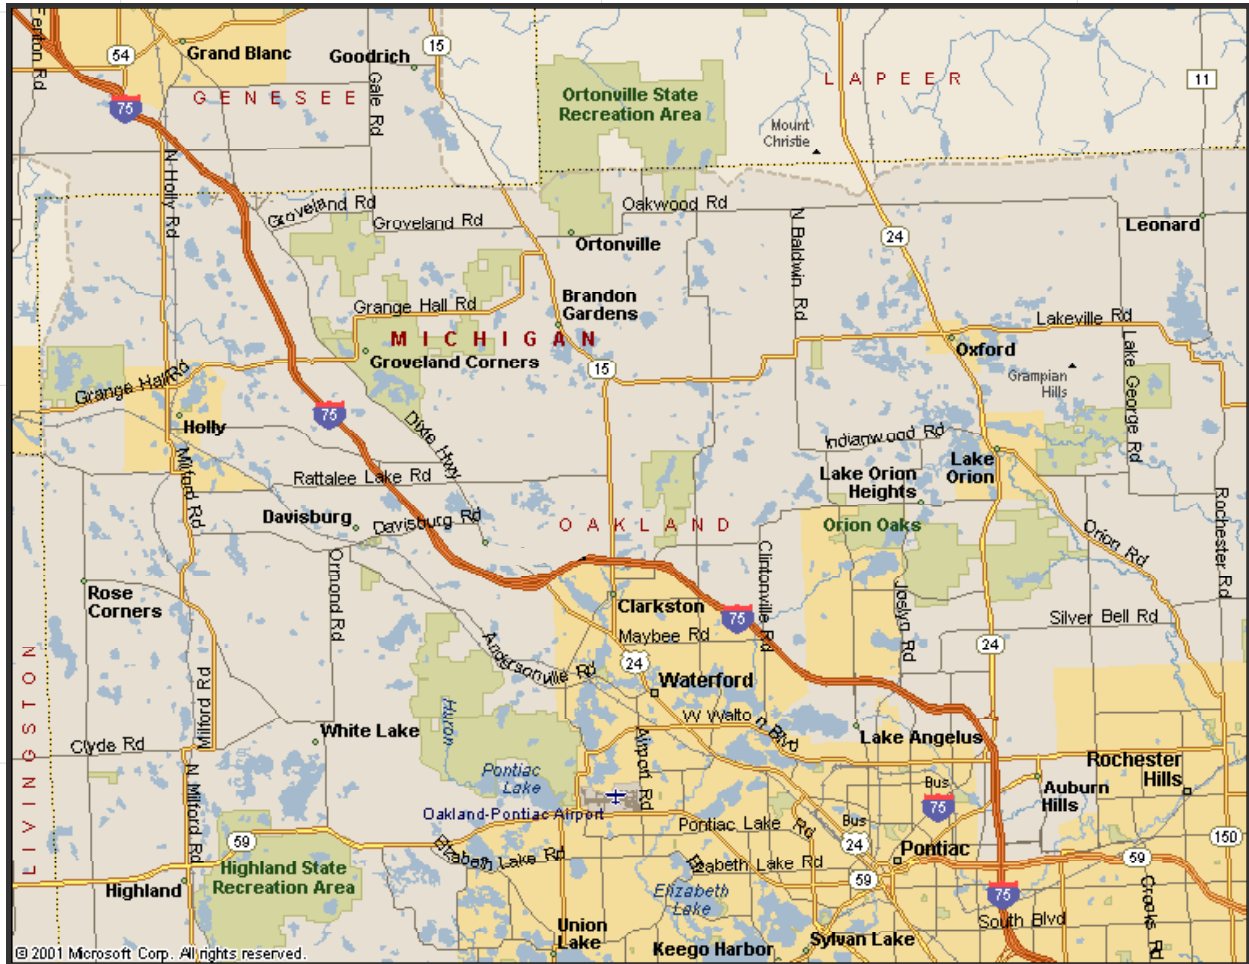 Fenton Rd
54
Grand Blanc
Goodrich
15
LAPEER
11
GENESEE
75
Gale Rd
Ortonville State
Recreation Area
Mount
Christie
N Holly Rd
Groveland Rd
Groveland Rd
Oakwood Rd
Ortonville
N Baldwin Rd
24
Leonard
Grange Hall Rd
Brandon
Gardens
MICHIGAN
Lakeville Rd
Groveland Corners
15
Oxford
Lake George Rd
Grange Hall Rd
Grampian
Hills
75
Holly
Dixie Hwy
Indianwood Rd
Milford Rd
Rattalee Lake Rd
Lake Orion
Heights
Lake
Orion
Davisburg
Davisburg Rd
OAKLAND
Orion Oaks
Orion Rd
Rochester Rd
Ormond Rd
Clintonville Rd
Rose
Corners
Clarkston
75
Joslyn Rd
Silver Bell Rd
Maybee Rd
24
24
Andersonville Rd
Waterford
LIVINGSTON
Milford Rd
Huron
W Walton Blvd
White Lake
Lake Angelus
Clyde Rd
Airport Rd
Pontiac
Lake
Rochester
Hills
N Milford Rd
Bus
75
Auburn
Hills
Oakland-Pontiac Airport
Pontiac Lake Rd
Bus
24
150
59
Elzabeth Lake Rd
Elzabeth Lake Rd
Pontiac
59
Highland State
Recreation Area
59
Highland
Elizabeth
Lake
75
Crooks Rd
South Blvd
Union
Lake
Keego Harbor
Sylvan Lake
© 2001 Microsoft Corp. All rights reserved.